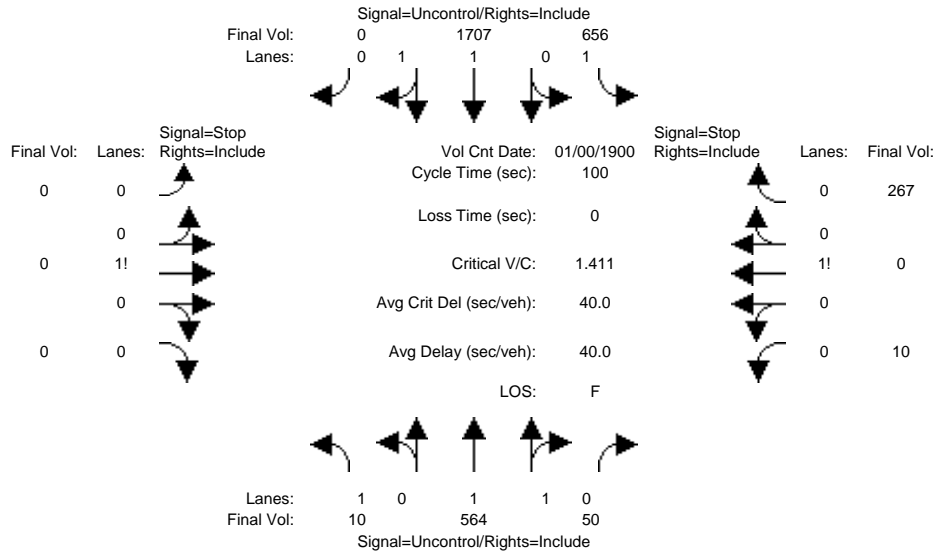 Signal=Uncontrol/Rights=Include
Final Vol: 0 1707 656
Lanes: 0 1 1 0 1
Signal=Stop Signal=Stop
Final Vol: Lanes: Rights=Include Vol Cnt Date: 01/00/1900 Rights=Include Lanes: Final Vol:
Cycle Time (sec): 100
0 0 0 267
Loss Time (sec): 0
0 0
0 1! Critical V/C: 1.411 1! 0
0 Avg Crit Del (sec/veh): 40.0 0
0 0 Avg Delay (sec/veh): 40.0 0 10
LOS: F
Lanes: 1 0 1 1 0
Final Vol: 10 564 50
Signal=Uncontrol/Rights=Include